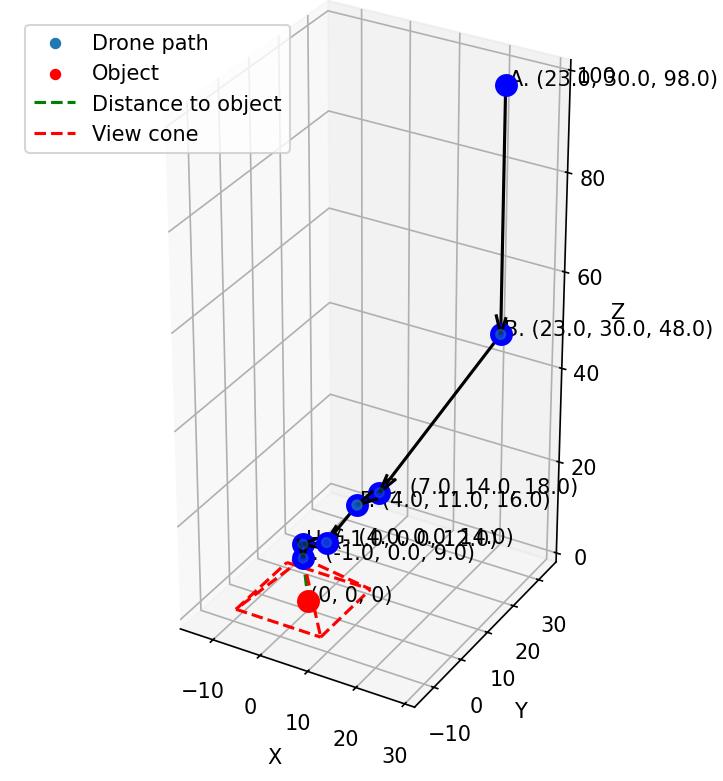 Drone path
Object
Distance to object
View cone
A. (23.0, 30.0, 98.0)
B. (23.0, 30.0, 48.0)
(7.0, 14.0, 18.0)
(4.0, 11.0, 16.0)
(-1.0, 0.0, 9.0)
(0, 0, 0)
100
80
60
40
20
0
Z
−10
0
10
20
30
X
−10
0
10
20
30
Y